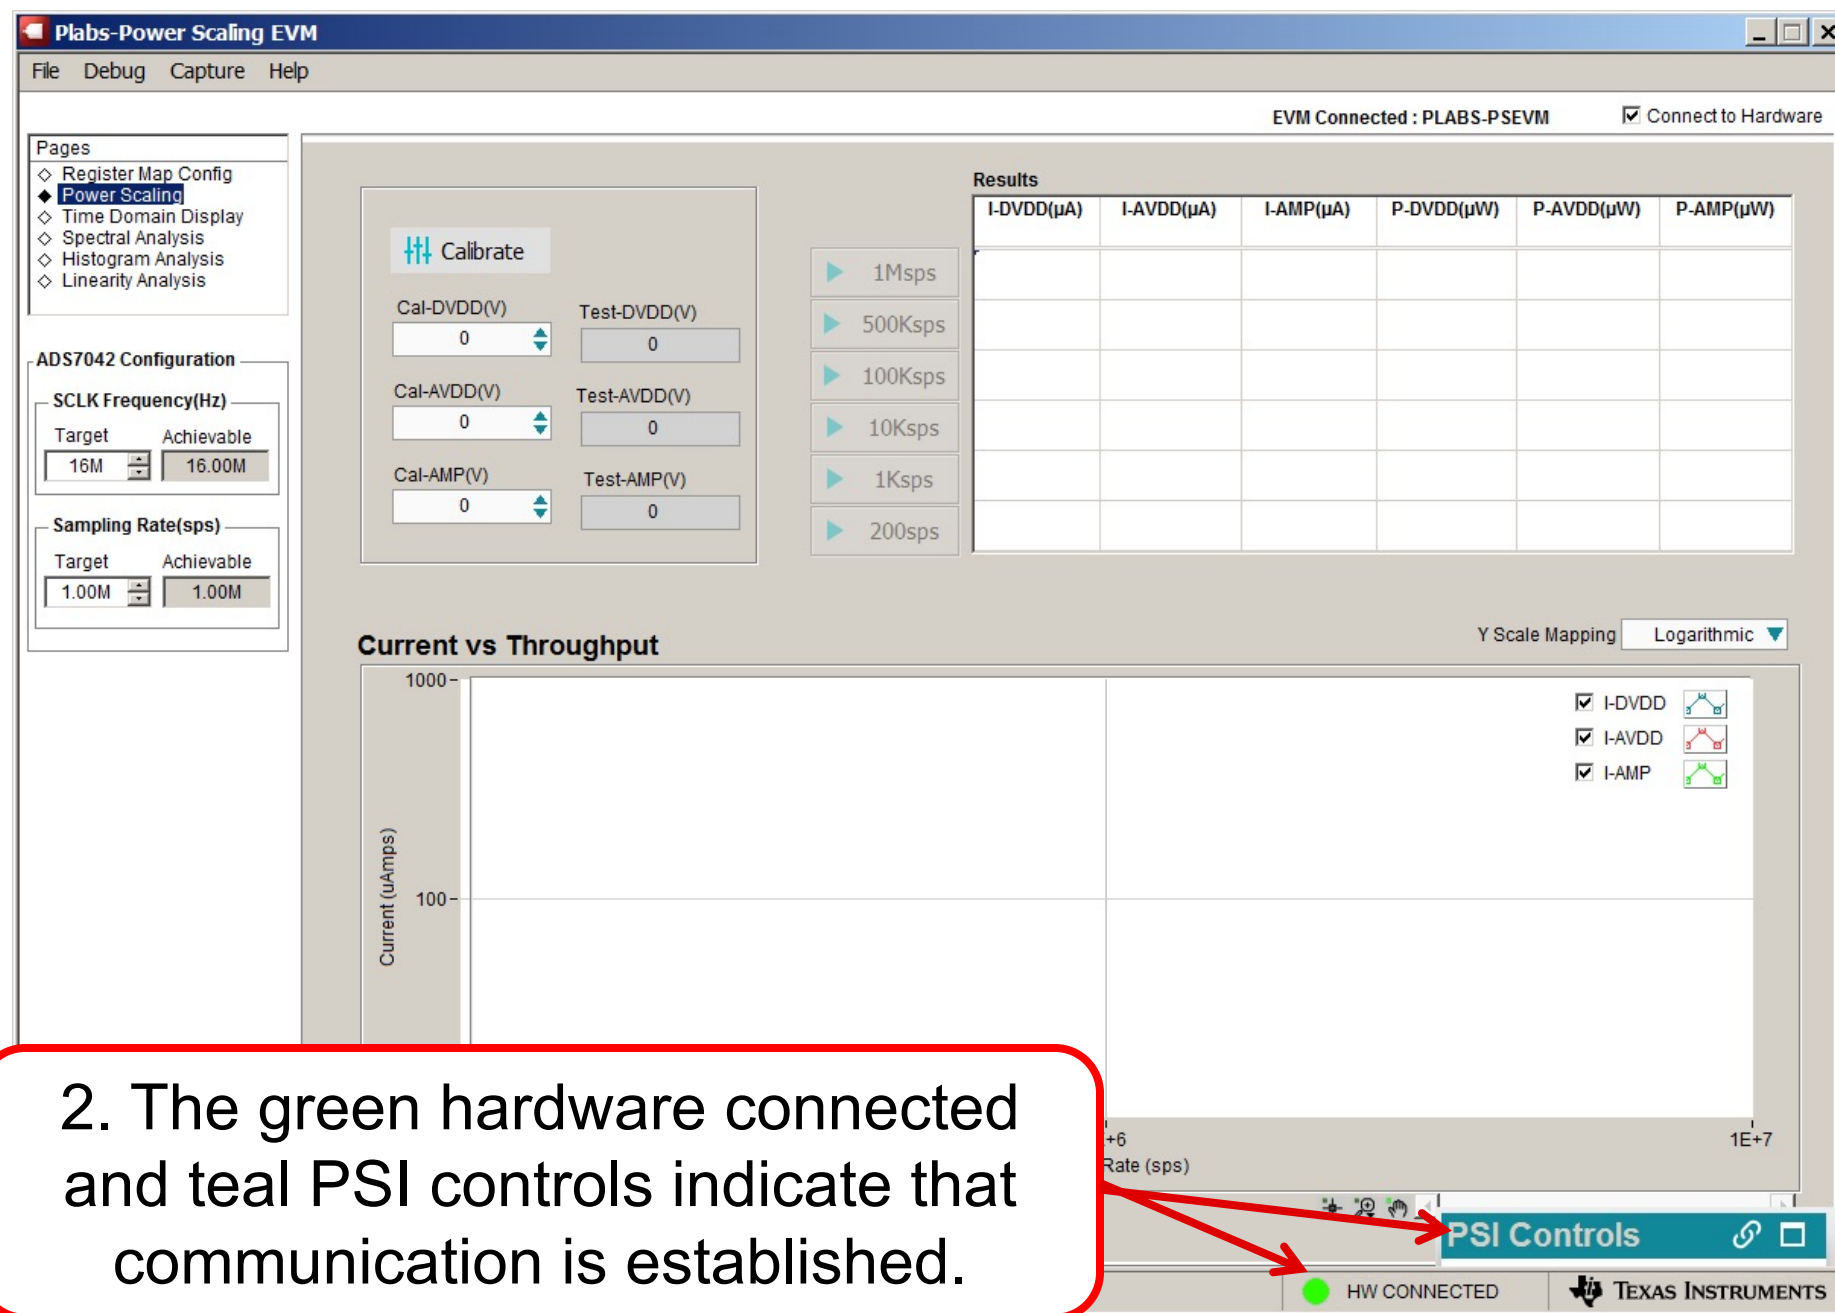 Plabs-Power Scaling EVM
File Debug Capture Help
EVM Connected : PLABS-PSEVM Connect to Hardware
Pages
Register Map Config
Power Scaling
Time Domain Display
Spectral Analysis
Histogram Analysis
Linearity Analysis
ADS7042 Configuration
SCLK Frequency(Hz)
Target Achievable
16M 16.00M
Sampling Rate(sps)
Target Achievable
1.00M 1.00M
Calibrate
Cal-DVDD(V) Test-DVDD(V)
0 0
Cal-AVDD(V) Test-AVDD(V)
0 0
Cal-AMP(V) Test-AMP(V)
0 0
1Msps
500Ksps
100Ksps
10Ksps
1Ksps
200sps
Results
I-DVDD(µA) I-AVDD(µA) I-AMP(µA) P-DVDD(µW) P-AVDD(µW) P-AMP(µW)
Current vs Throughput
Y Scale Mapping Logarithmic
1000
100
Current (uAmps)
I-DVDD
I-AVDD
I-AMP
+6 1E+7
Rate (sps)
2. The green hardware connected
and teal PSI controls indicate that
communication is established.
PSI Controls
HW CONNECTED
TEXAS INSTRUMENTS